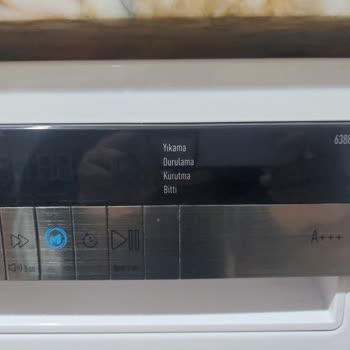 Yıkama
Durulama
Kurutma
Bitti
A+++